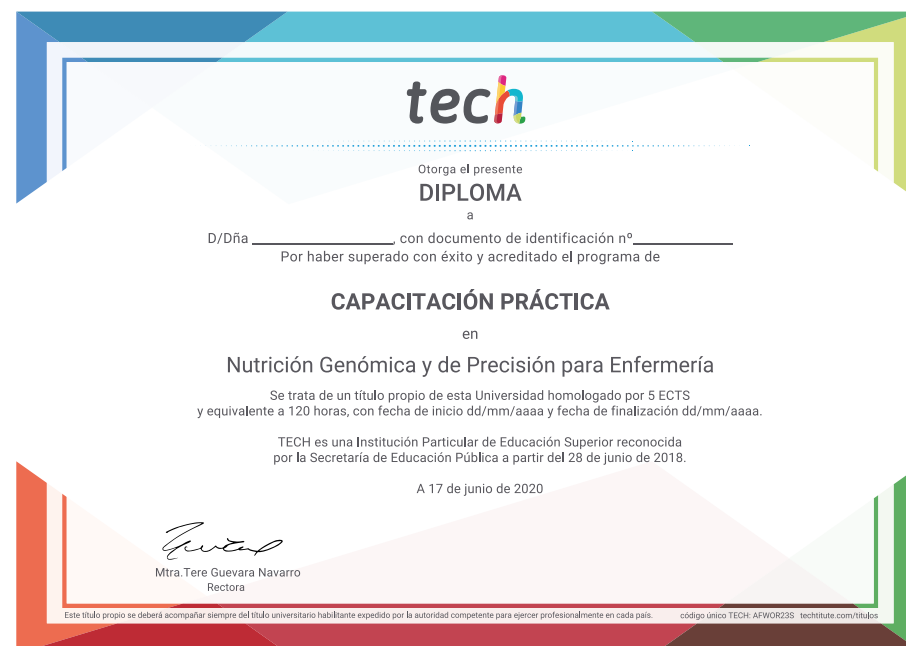 tech
Otorga el presente
DIPLOMA
a
D/Dña ________________, con documento de identificación nº____________
Por haber superado con éxito y acreditado el programa de
CAPACITACIÓN PRÁCTICA
en
Nutrición Genómica y de Precisión para Enfermería
Se trata de un título propio de esta Universidad homologado por 5 ECTS
y equivalente a 120 horas, con fecha de inicio dd/mm/aaaa y fecha de finalización dd/mm/aaaa.
TECH es una Institución Particular de Educación Superior reconocida
por la Secretaría de Educación Pública a partir del 28 de junio de 2018.
A 17 de junio de 2020
Mtra.Tere Guevara Navarro
Rectora
Este título propio se deberá acompañar siempre del título universitario habilitante expedido por la autoridad competente para ejercer profesionalmente en cada país. código único TECH: AFWOR23S techtitute.com/titulos